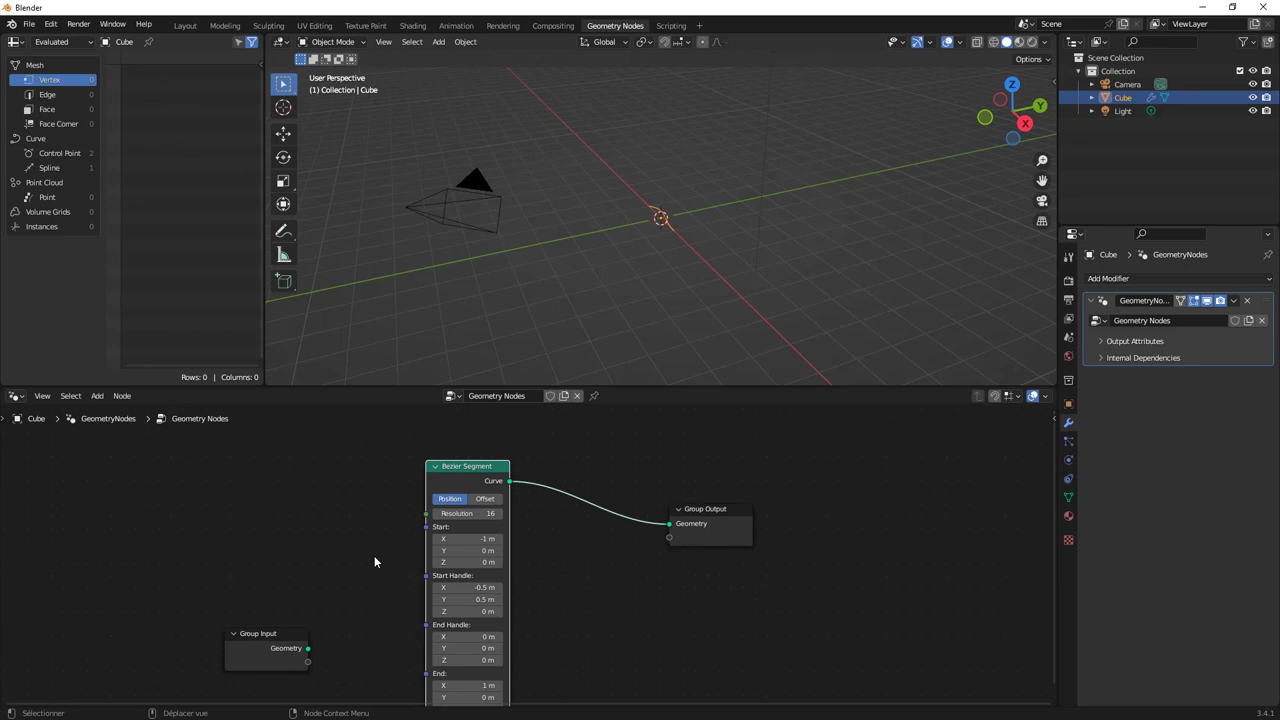 Blender
File Edit Render Window Help Layout Modeling Sculpting UV Editing Texture Paint Shading Animation Rendering Compositing Geometry Nodes Scripting + Scene ViewLayer
Evaluated Cube
Object Mode View Select Add Object Global
Options
Mesh
Vertex 0
Edge 0
Face 0
Face Corner 0
Curve
Control Point 2
Spline 1
Point Cloud
Point 0
Volume Grids 0
Instances 0
Rows: 0 | Columns: 0
User Perspective
(1) Collection | Cube
Z
Y
X
Scene Collection
Collection
Camera
Cube
Light
Cube > GeometryNodes
Add Modifier
GeometryNo...
Geometry Nodes
Output Attributes
Internal Dependencies
View Select Add Node Geometry Nodes
Cube > GeometryNodes > Geometry Nodes
Bezier Segment
Curve
Position Offset
Resolution 16
Start:
X -1 m
Y 0 m
Z 0 m
Start Handle:
X -0.5 m
Y 0.5 m
Z 0 m
End Handle:
X 0 m
Y 0 m
Z 0 m
End:
X 1 m
Y 0 m
Group Output
Geometry
Group Input
Geometry
Sélectionner Déplacer vue Node Context Menu 3.4.1